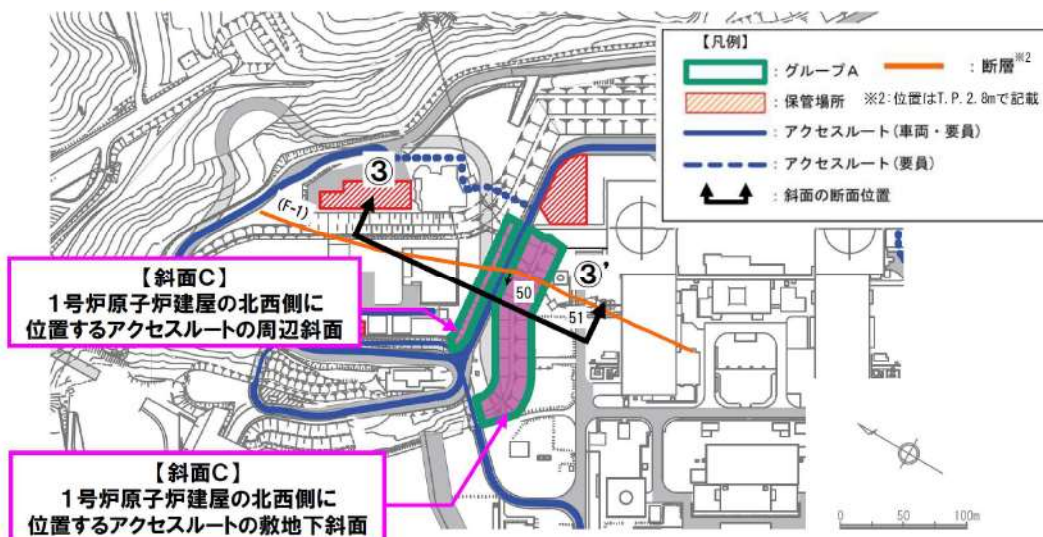 【凡例】
：グループA
：断層※2
：保管場所
※2：位置はT.P.2.8mで記載
：アクセスルート（車両・要員）
：アクセスルート（要員）
：斜面の断面位置
③
(F-1)
③'
50
51
【斜面C】
1号炉原子炉建屋の北西側に
位置するアクセスルートの周辺斜面
【斜面C】
1号炉原子炉建屋の北西側に
位置するアクセスルートの敷地下斜面
0 50 100m